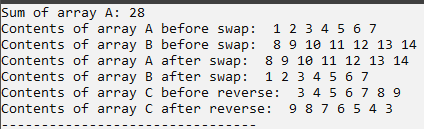 Sum of array A: 28
Contents of array A before swap:  1 2 3 4 5 6 7
Contents of array B before swap:  8 9 10 11 12 13 14
Contents of array A after swap:  8 9 10 11 12 13 14
Contents of array B after swap:  1 2 3 4 5 6 7
Contents of array C before reverse:  3 4 5 6 7 8 9
Contents of array C after reverse:  9 8 7 6 5 4 3
--------------------------------